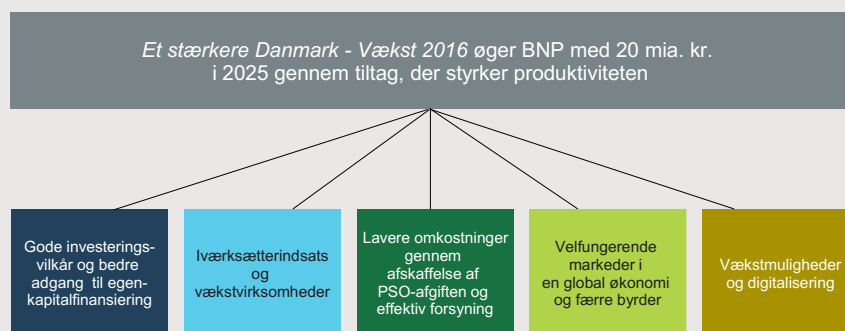 Et stærkere Danmark - Vækst 2016 øger BNP med 20 mia. kr.
i 2025 gennem tiltag, der styrker produktiviteten
Gode investerings-
vilkår og bedre
adgang til egen-
kapitalfinansiering
Iværksætterindsats
og
vækstvirksomheder
Lavere omkostninger
gennem
afskaffelse af
PSO-afgiften og
effektiv forsyning
Velfungerende
markeder i
en global økonomi
og færre byrder
Vækstmuligheder
og digitalisering